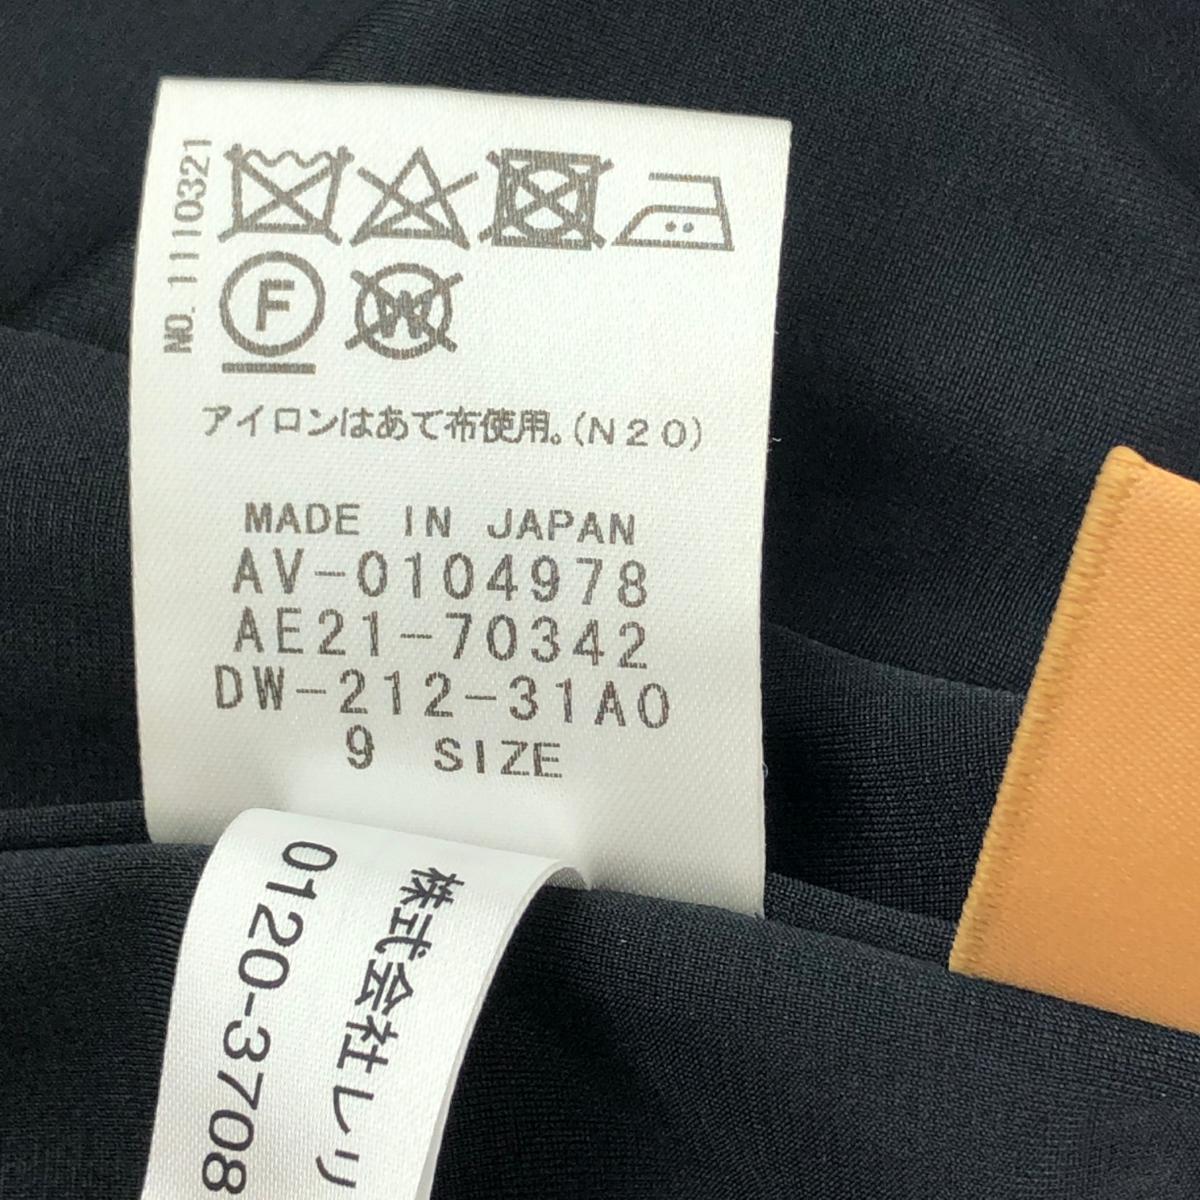 NO. 1110321
F
W
アイロンはあて布使用。(N20)
MADE IN JAPAN
AV-0104978
AE21-70342
DW-212-31A0
9 SIZE
株式会社レリ
0120-3708